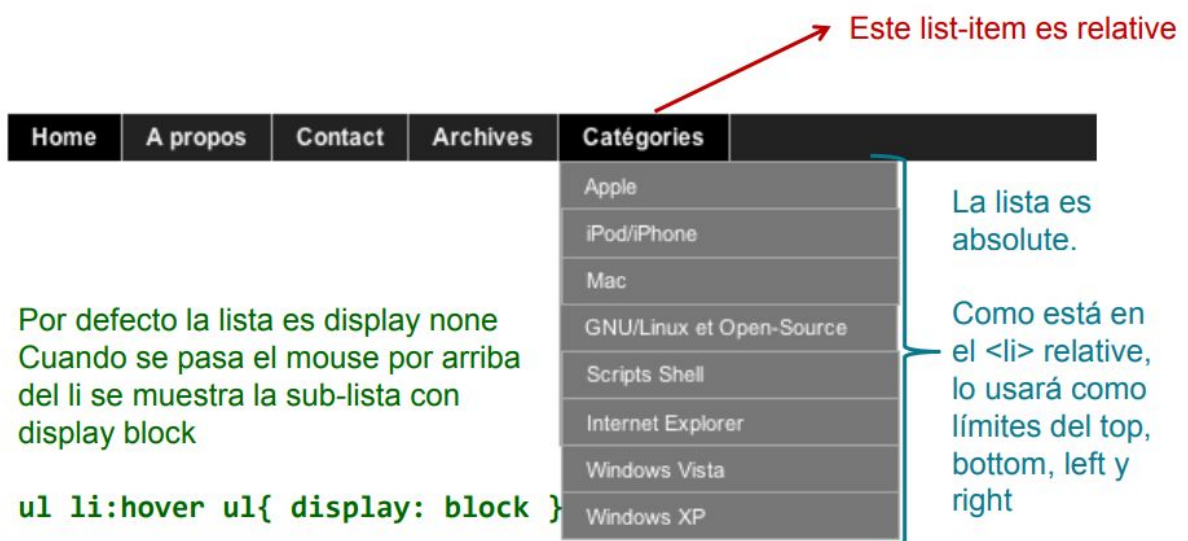 Este list-item es relative
Home A propos Contact Archives Catégories
Apple
iPod/iPhone
Mac
GNU/Linux et Open-Source
Scripts Shell
Internet Explorer
Windows Vista
Windows XP
La lista es
absolute.
Como está en
el <li> relative,
lo usará como
límites del top,
bottom, left y
right
Por defecto la lista es display none
Cuando se pasa el mouse por arriba
del li se muestra la sub-lista con
display block
ul li:hover ul{ display: block }